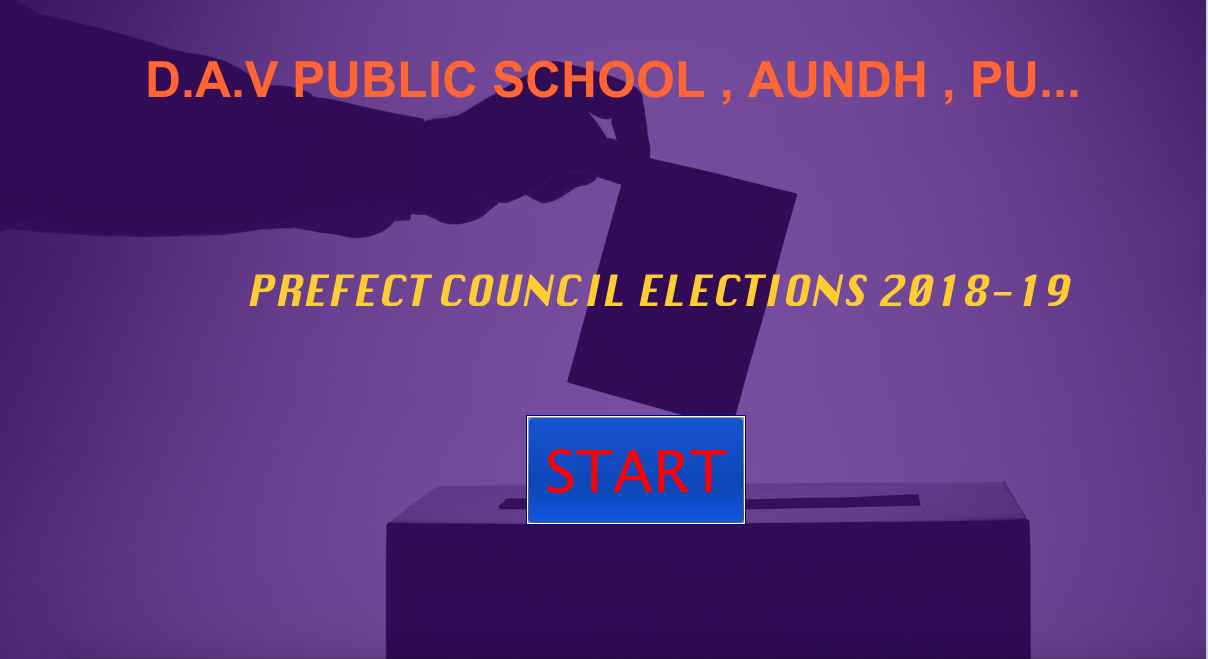 D.A.V PUBLIC SCHOOL , AUNDH , PU...
PREFECT COUNCIL ELECTIONS 2018-19
START